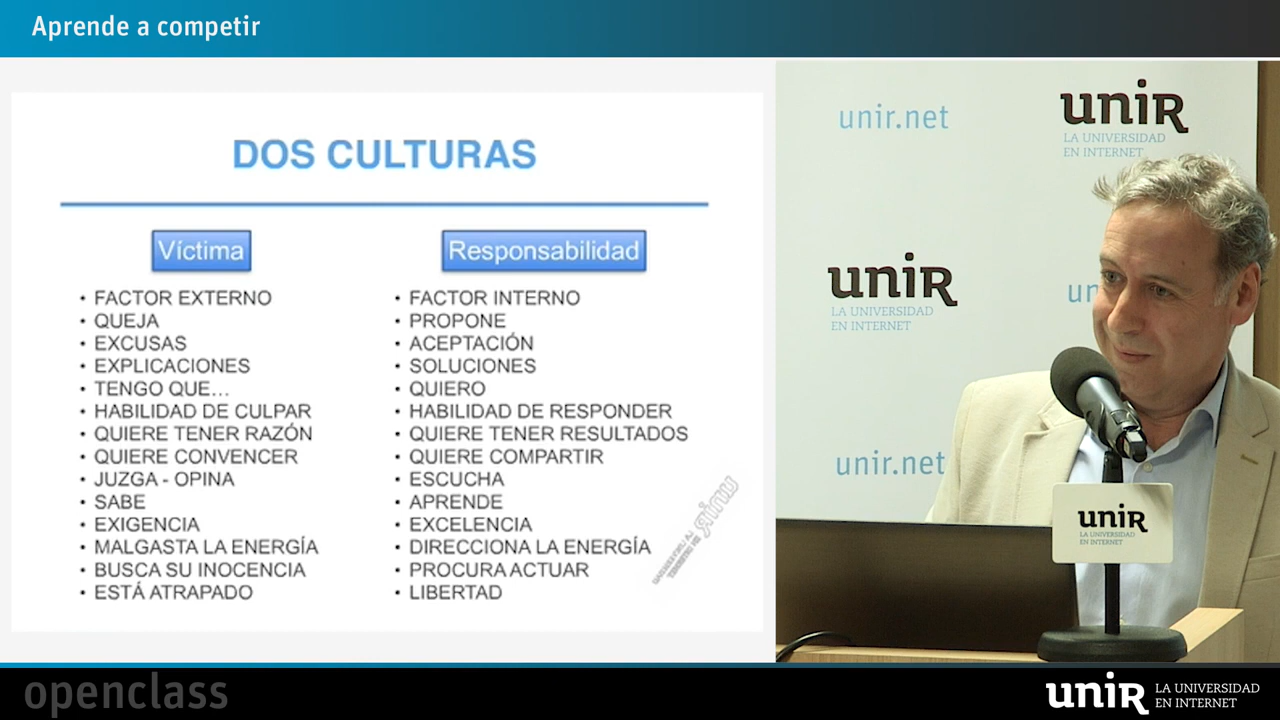 Aprende a competir
DOS CULTURAS
Víctima
• FACTOR EXTERNO
• QUEJA
• EXCUSAS
• EXPLICACIONES
• TENGO QUE...
• HABILIDAD DE CULPAR
• QUIERE TENER RAZÓN
• QUIERE CONVENCER
• JUZGA - OPINA
• SABE
• EXIGENCIA
• MALGASTA LA ENERGÍA
• BUSCA SU INOCENCIA
• ESTÁ ATRAPADO
Responsabilidad
• FACTOR INTERNO
• PROPONE
• ACEPTACIÓN
• SOLUCIONES
• QUIERO
• HABILIDAD DE RESPONDER
• QUIERE TENER RESULTADOS
• QUIERE COMPARTIR
• ESCUCHA
• APRENDE
• EXCELENCIA
• DIRECCIONA LA ENERGÍA
• PROCURA ACTUAR
• LIBERTAD
unir.net
uniR
LA UNIVERSIDAD
EN INTERNET
uniR
LA UNIVERSIDAD
EN INTERNET
un
unir.net
uniR
LA UNIVERSIDAD
EN INTERNET
openclass
uniR
LA UNIVERSIDAD
EN INTERNET